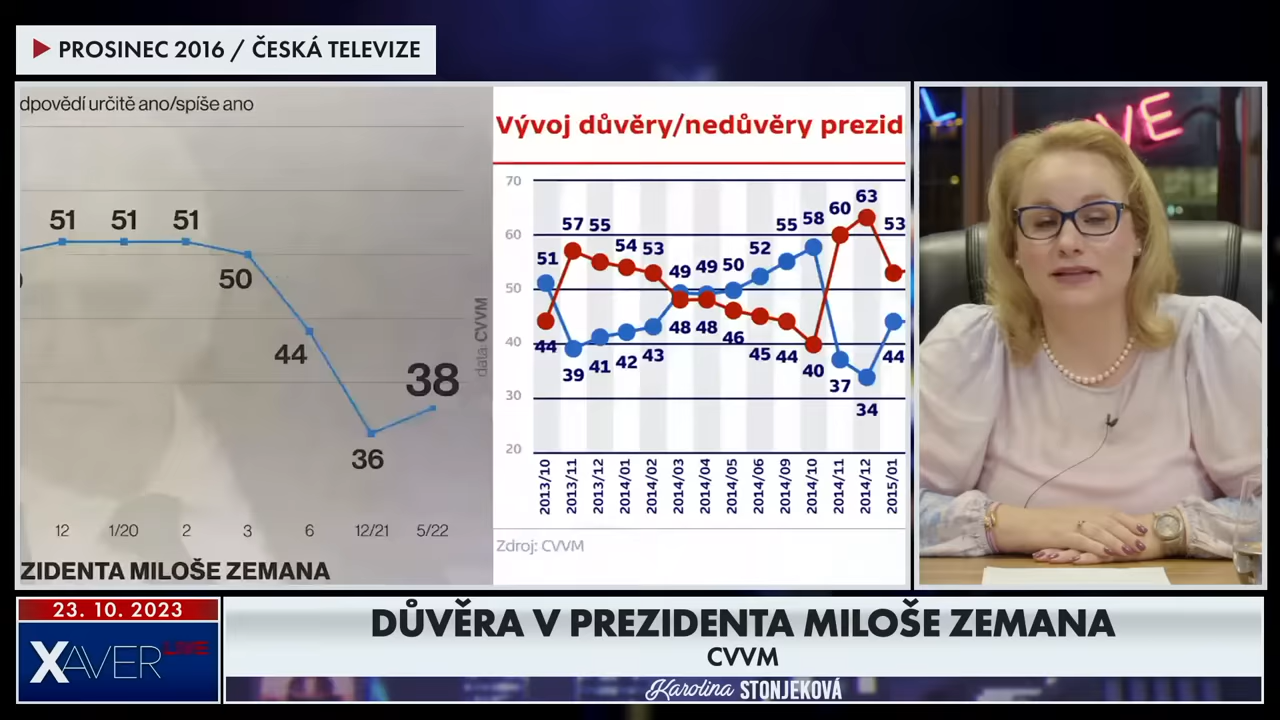 PROSINEC 2016 / ČESKÁ TELEVIZE
dpovědí určitě ano/spíše ano
51 51 51
50
44
38
36
data CVVM
12 1/20 2 3 6 12/21 5/22
ZIDENTA MILOŠE ZEMANA
Vývoj důvěry/nedůvěry prezid
70
60
50
40
30
20
51 57 55 54 53 49 49 50 52 55 58 60 63 53
44 39 41 42 43 48 48 46 45 44 40 37 34 44
2013/10 2013/11 2013/12 2014/01 2014/02 2014/03 2014/04 2014/05 2014/06 2014/09 2014/10 2014/11 2014/12 2015/01
Zdroj: CVVM
23. 10. 2023
XAVER LIVE
DŮVĚRA V PREZIDENTA MILOŠE ZEMANA
CVVM
Karolina STONJEKOVÁ